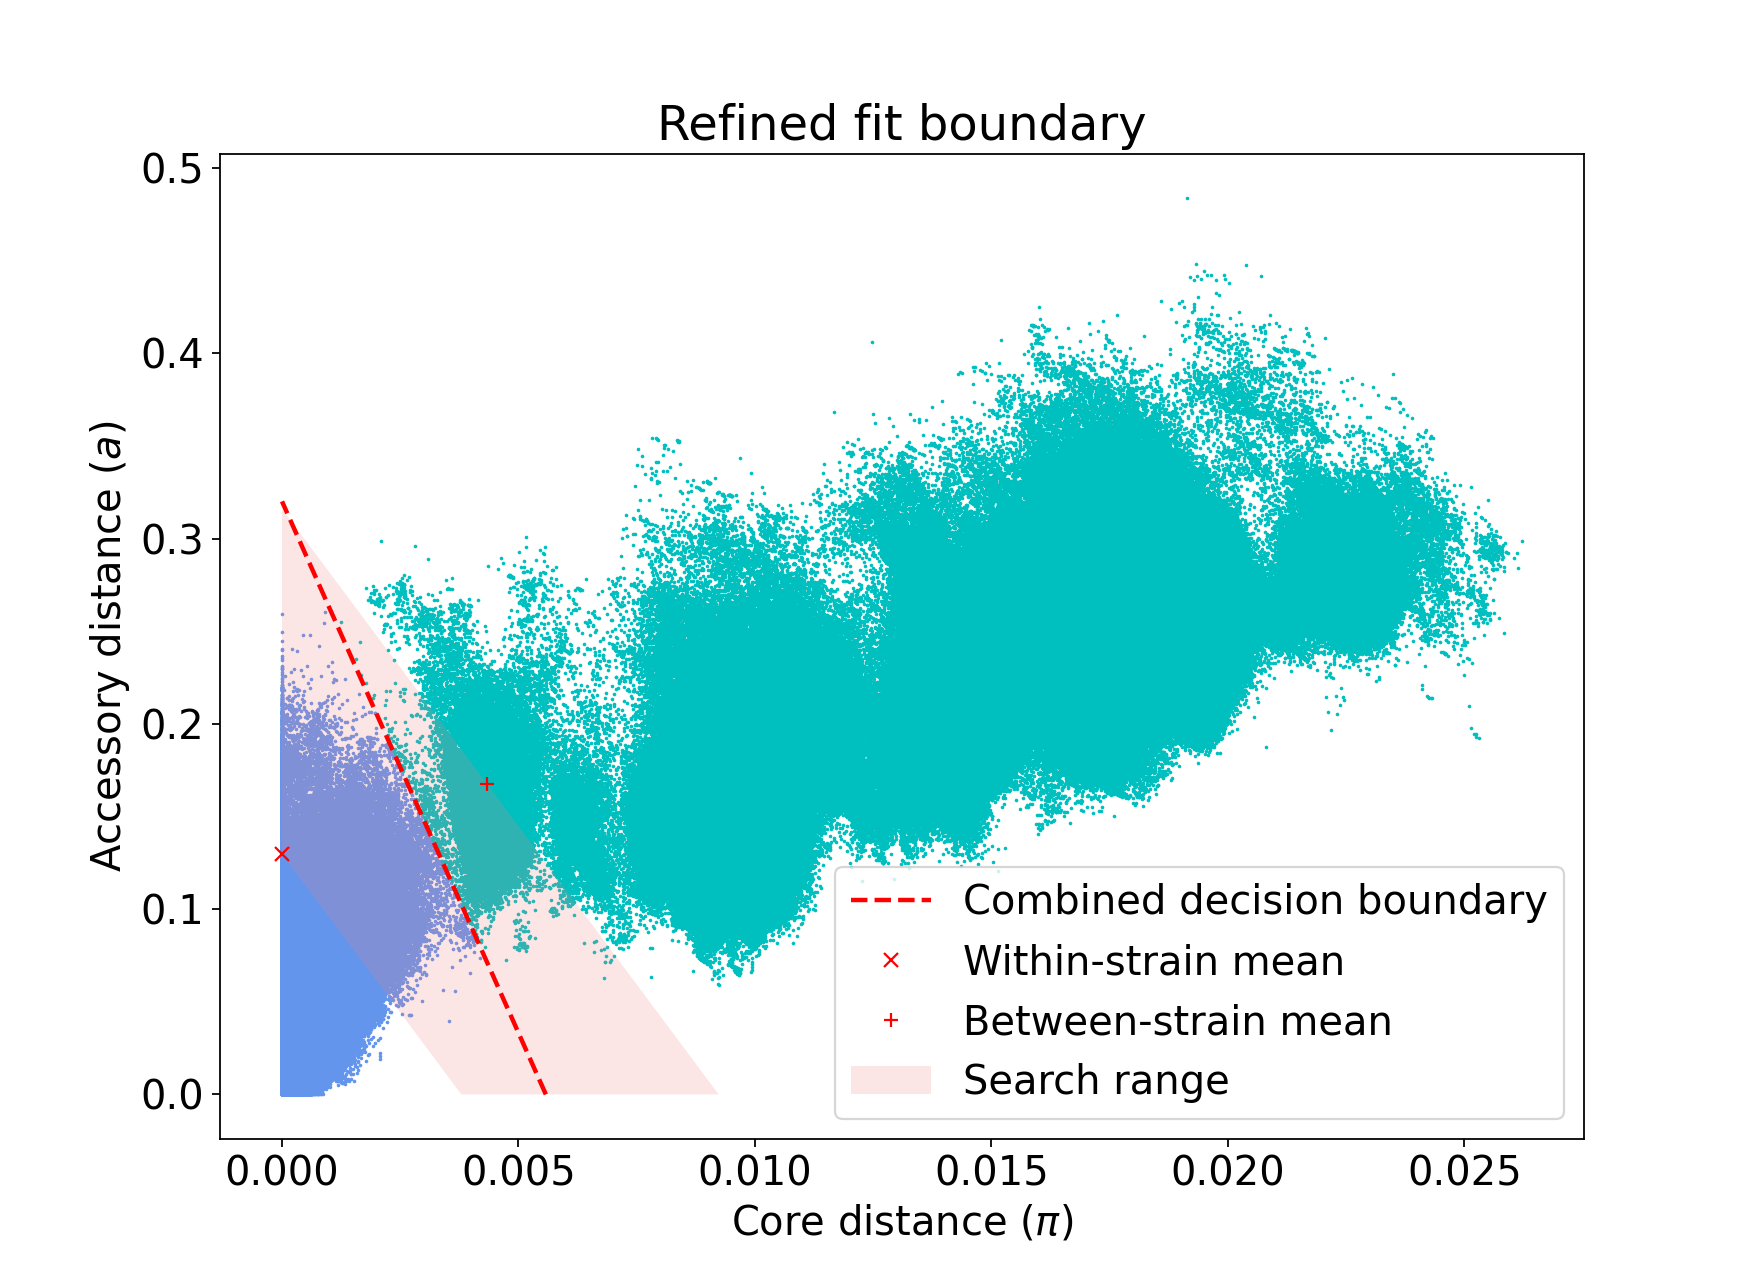 Refined fit boundary
0.5
0.4
0.3
0.2
0.1
0.0
Accessory distance (a)
0.000 0.005 0.010 0.015 0.020 0.025
Core distance (π)
Combined decision boundary
Within-strain mean
Between-strain mean
Search range